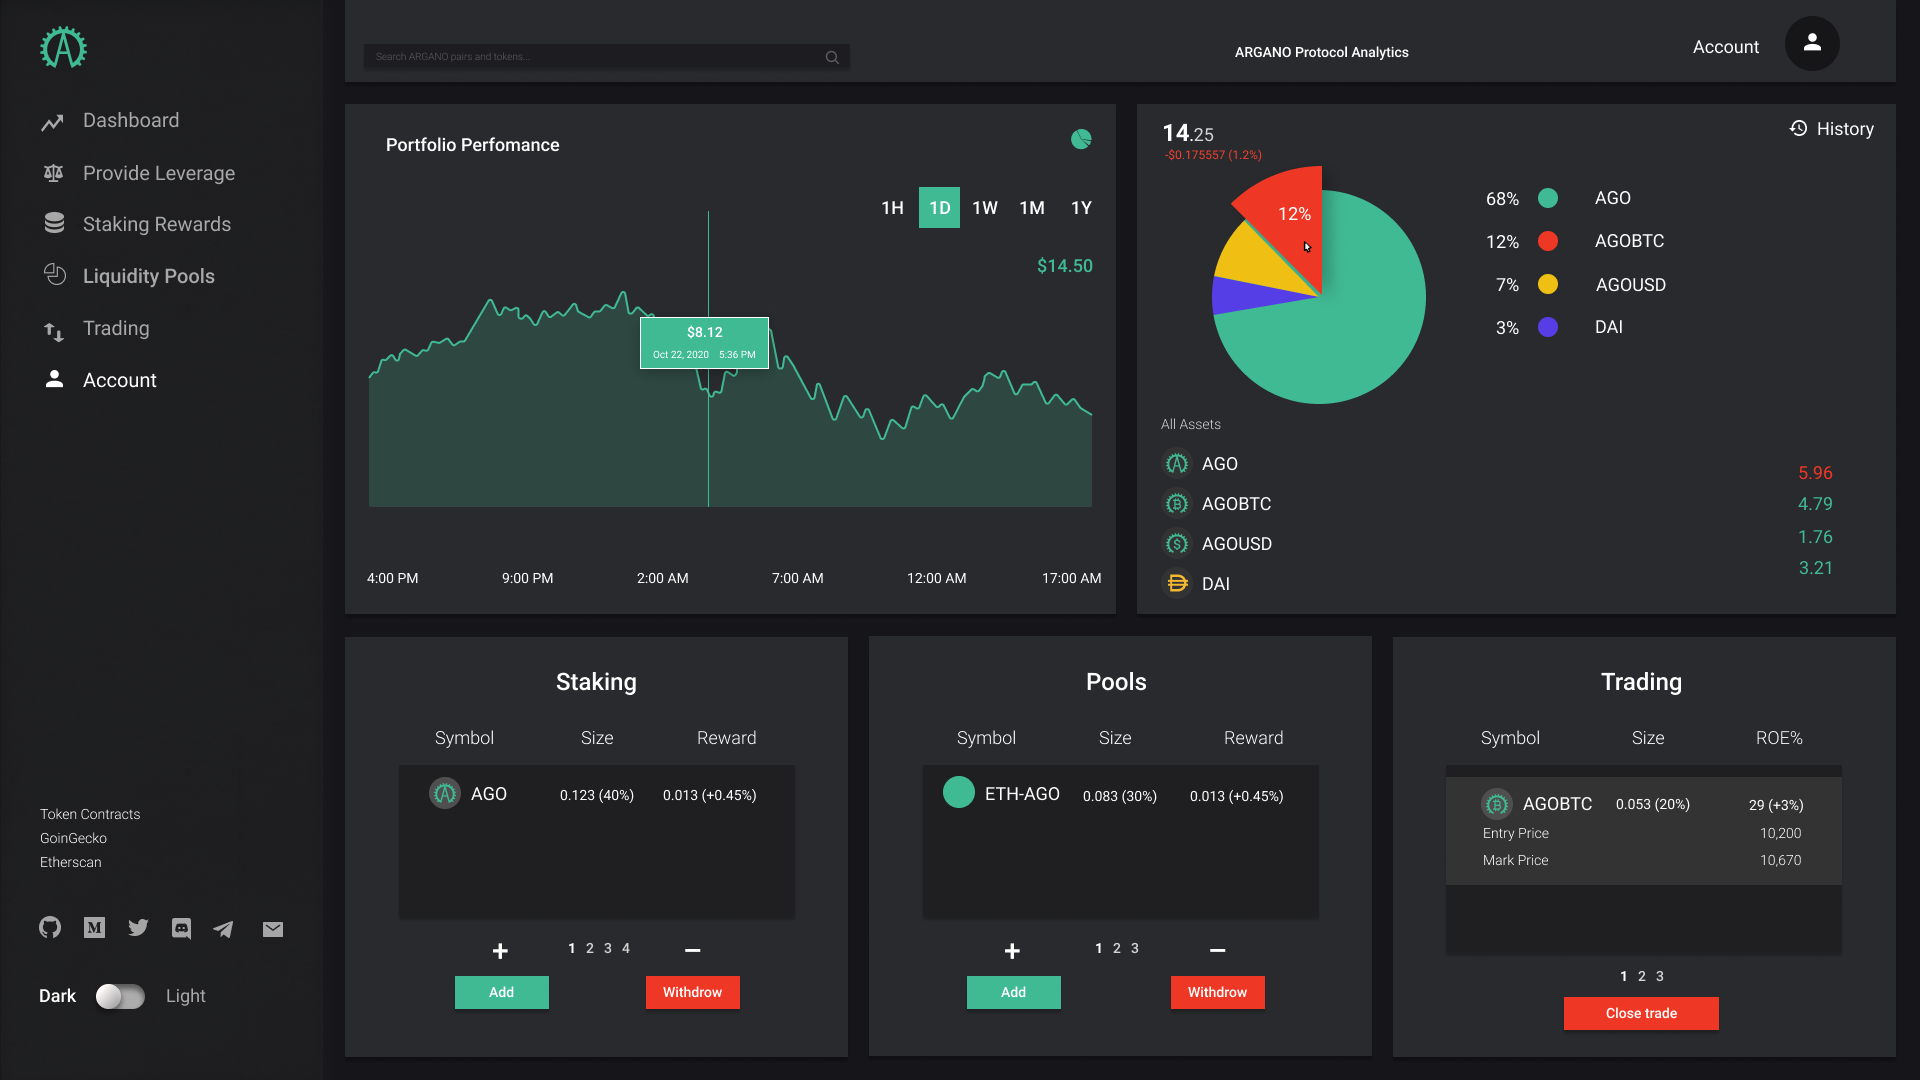 Dashboard
Provide Leverage
Staking Rewards
Liquidity Pools
Trading
Account
Token Contracts
GoinGecko
Etherscan
Dark Light
Search ARGANO pairs and tokens...
ARGANO Protocol Analytics
Account
Portfolio Perfomance
1H 1D 1W 1M 1Y
$14.50
$8.12
Oct 22, 2020 5:36 PM
4:00 PM 9:00 PM 2:00 AM 7:00 AM 12:00 AM 17:00 AM
14.25
-$0.175557 (1.2%)
History
12%
68% AGO
12% AGOBTC
7% AGOUSD
3% DAI
All Assets
AGO 5.96
AGOBTC 4.79
AGOUSD 1.76
DAI 3.21
Staking
Symbol Size Reward
AGO 0.123 (40%) 0.013 (+0.45%)
+ 1 2 3 4 −
Add Withdrow
Pools
Symbol Size Reward
ETH-AGO 0.083 (30%) 0.013 (+0.45%)
+ 1 2 3 −
Add Withdrow
Trading
Symbol Size ROE%
AGOBTC 0.053 (20%) 29 (+3%)
Entry Price 10,200
Mark Price 10,670
1 2 3
Close trade